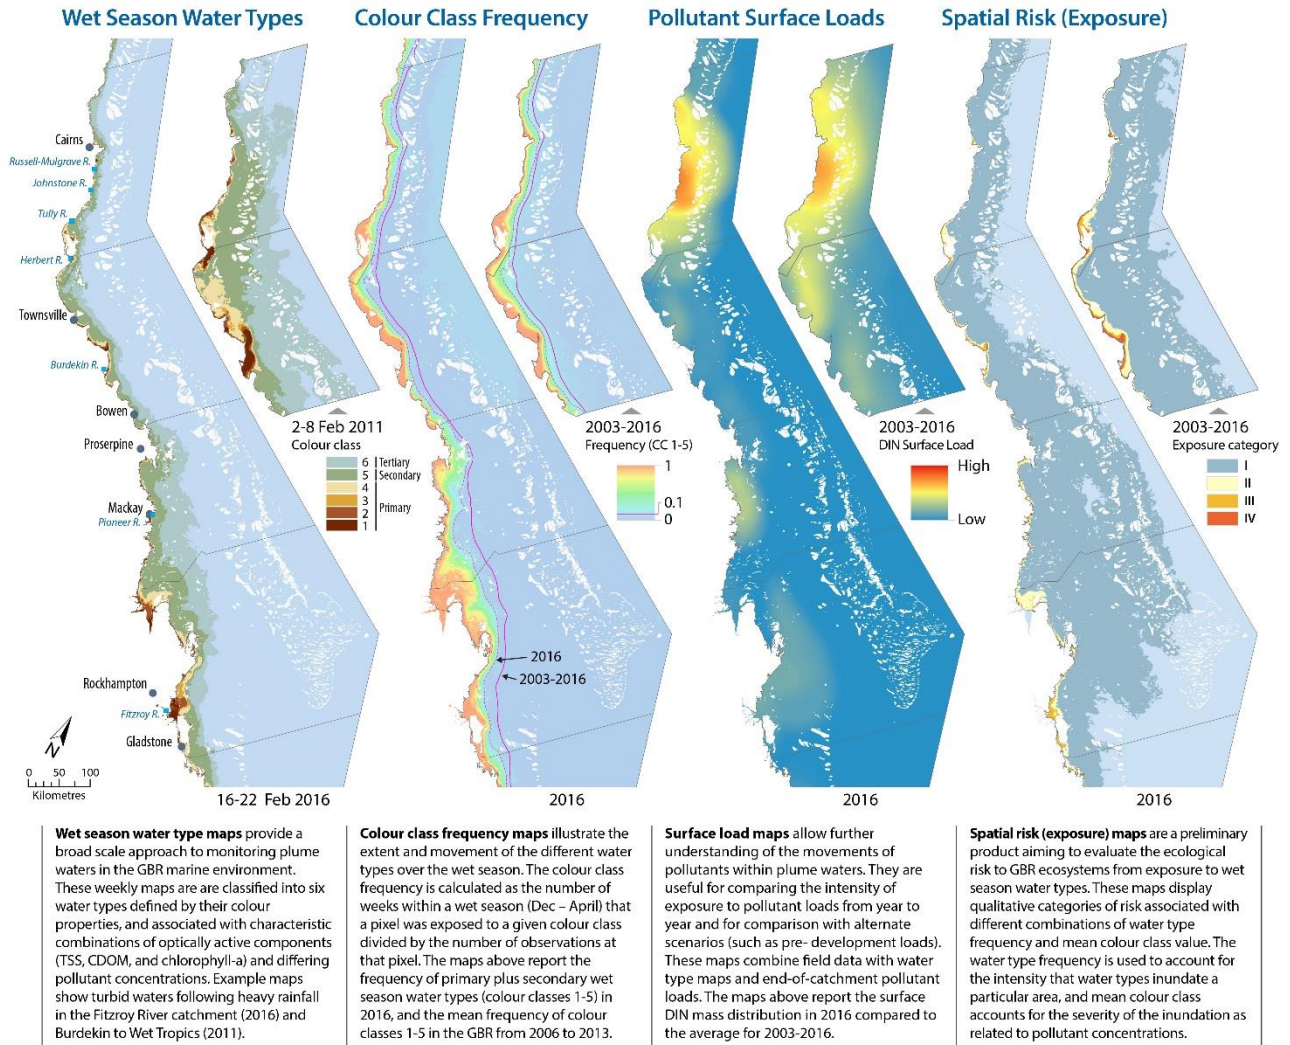 Wet Season Water Types
Colour Class Frequency
Pollutant Surface Loads
Spatial Risk (Exposure)
Cairns
Russell-Mulgrave R.
Johnstone R.
Tully R.
Herbert R.
Townsville
Burdekin R.
Bowen
Proserpine
Mackay
Pioneer R.
Rockhampton
Fitzroy R.
Gladstone
N
0 50 100
Kilometres
16-22 Feb 2016
2-8 Feb 2011
Colour class
6 Tertiary
5 Secondary
4
3
2 Primary
1
2003-2016
Frequency (CC 1-5)
1
0.1
0
2016
2003-2016
2016
2003-2016
DIN Surface Load
High
Low
2016
2003-2016
Exposure category
I
II
III
IV
2016
Wet season water type maps provide a
broad scale approach to monitoring plume
waters in the GBR marine environment.
These weekly maps are are classified into six
water types defined by their colour
properties, and associated with characteristic
combinations of optically active components
(TSS, CDOM, and chlorophyll-a) and differing
pollutant concentrations. Example maps
show turbid waters following heavy rainfall
in the Fitzroy River catchment (2016) and
Burdekin to Wet Tropics (2011).
Colour class frequency maps illustrate the
extent and movement of the different water
types over the wet season. The colour class
frequency is calculated as the number of
weeks within a wet season (Dec – April) that
a pixel was exposed to a given colour class
divided by the number of observations at
that pixel. The maps above report the
frequency of primary plus secondary wet
season water types (colour classes 1-5) in
2016, and the mean frequency of colour
classes 1-5 in the GBR from 2006 to 2013.
Surface load maps allow further
understanding of the movements of
pollutants within plume waters. They are
useful for comparing the intensity of
exposure to pollutant loads from year to
year and for comparison with alternate
scenarios (such as pre- development loads).
These maps combine field data with water
type maps and end-of-catchment pollutant
loads. The maps above report the surface
DIN mass distribution in 2016 compared to
the average for 2003-2016.
Spatial risk (exposure) maps are a preliminary
product aiming to evaluate the ecological
risk to GBR ecosystems from exposure to wet
season water types. These maps display
qualitative categories of risk associated with
different combinations of water type
frequency and mean colour class value. The
water type frequency is used to account for
the intensity that water types inundate a
particular area, and mean colour class
accounts for the severity of the inundation as
related to pollutant concentrations.